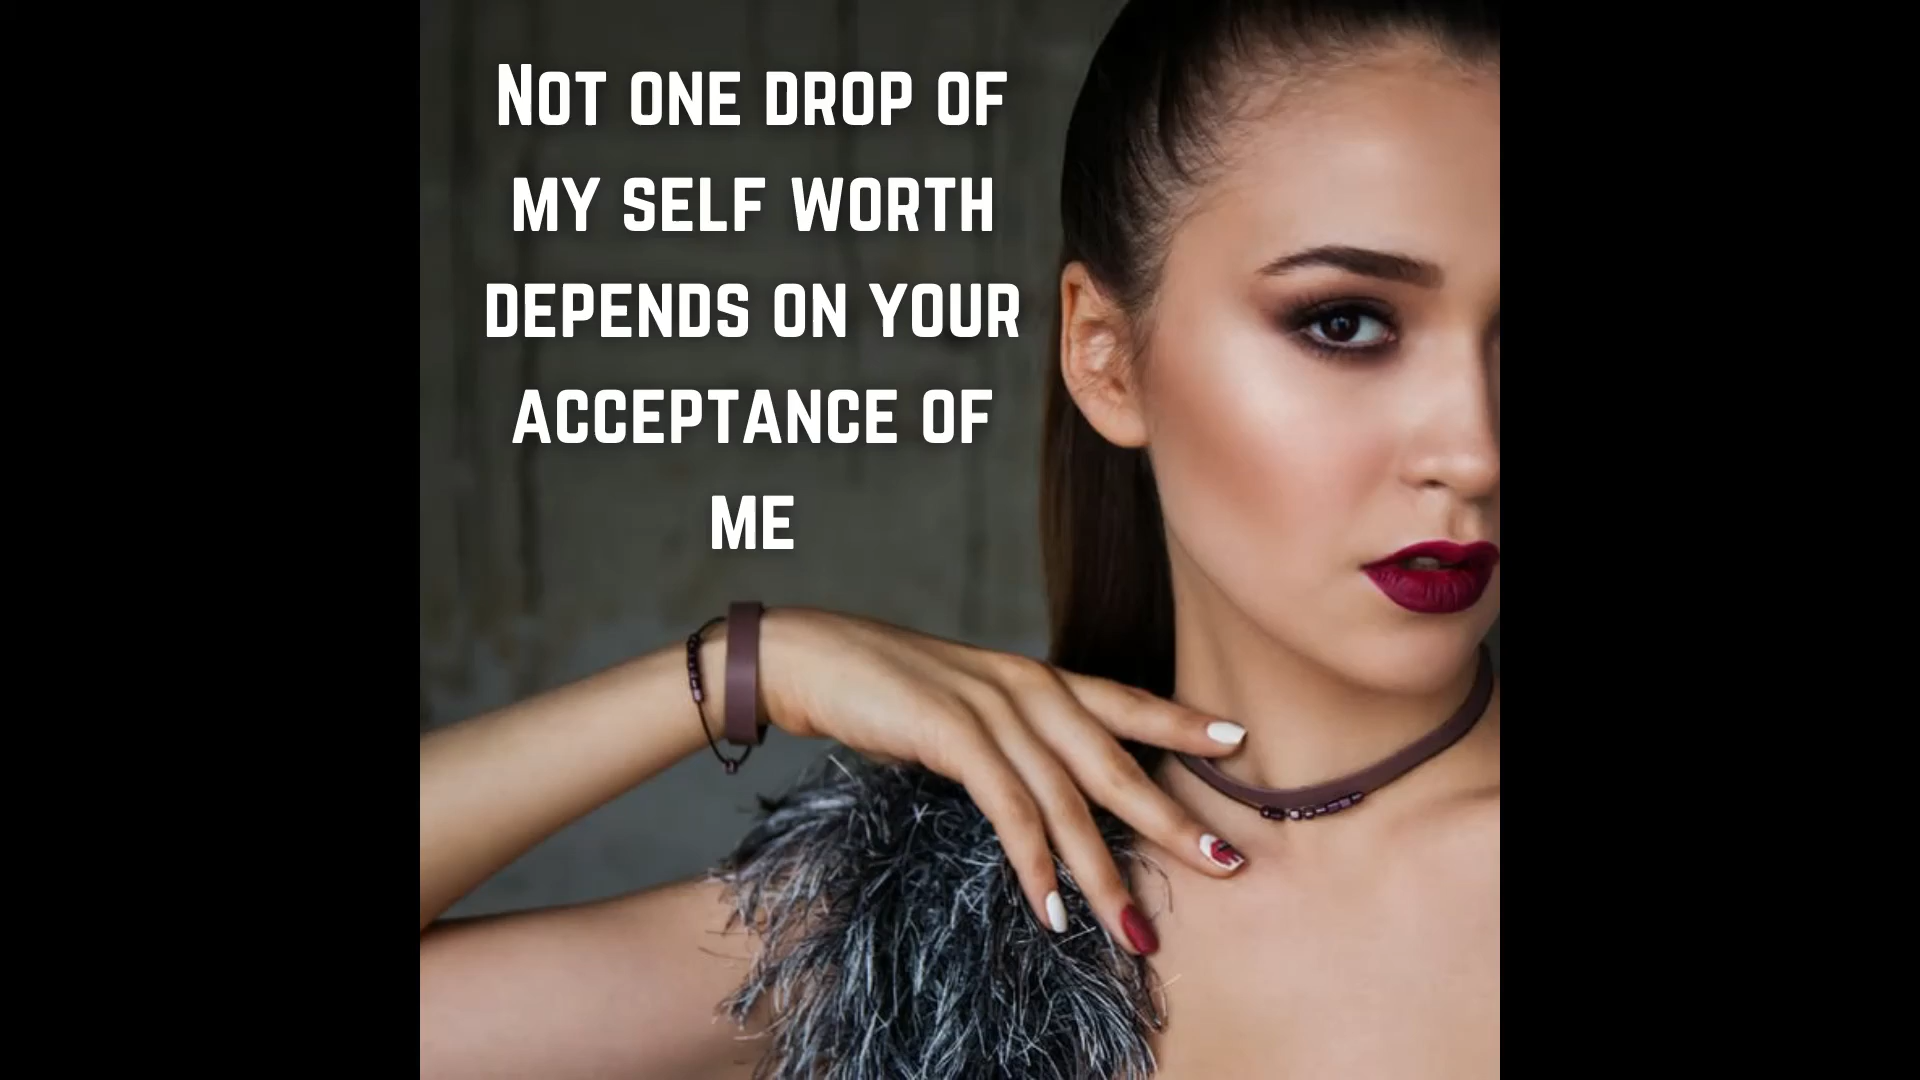 Not one drop of
my self worth
depends on your
acceptance of
me